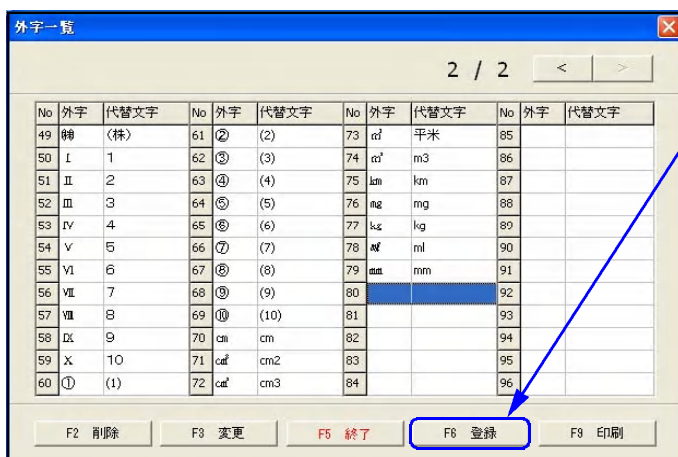 外字一覧
2 / 2 < >
No 外字 代替文字 No 外字 代替文字 No 外字 代替文字 No 外字 代替文字
49 ㈱ (株) 61 ② (2) 73 ㎡ 平米 85
50 Ⅰ 1 62 ③ (3) 74 ㎥ m3 86
51 Ⅱ 2 63 ④ (4) 75 ㎞ km 87
52 Ⅲ 3 64 ⑤ (5) 76 ㎎ mg 88
53 Ⅳ 4 65 ⑥ (6) 77 ㎏ kg 89
54 Ⅴ 5 66 ⑦ (7) 78 ㎖ ml 90
55 Ⅵ 6 67 ⑧ (8) 79 ㎜ mm 91
56 Ⅶ 7 68 ⑨ (9) 80 92
57 Ⅷ 8 69 ⑩ (10) 81 93
58 Ⅸ 9 70 ㎝ cm 82 94
59 Ⅹ 10 71 ㎠ cm2 83 95
60 ① (1) 72 ㎤ cm3 84 96
F2 削除 F3 変更 F5 終了 F6 登録 F9 印刷